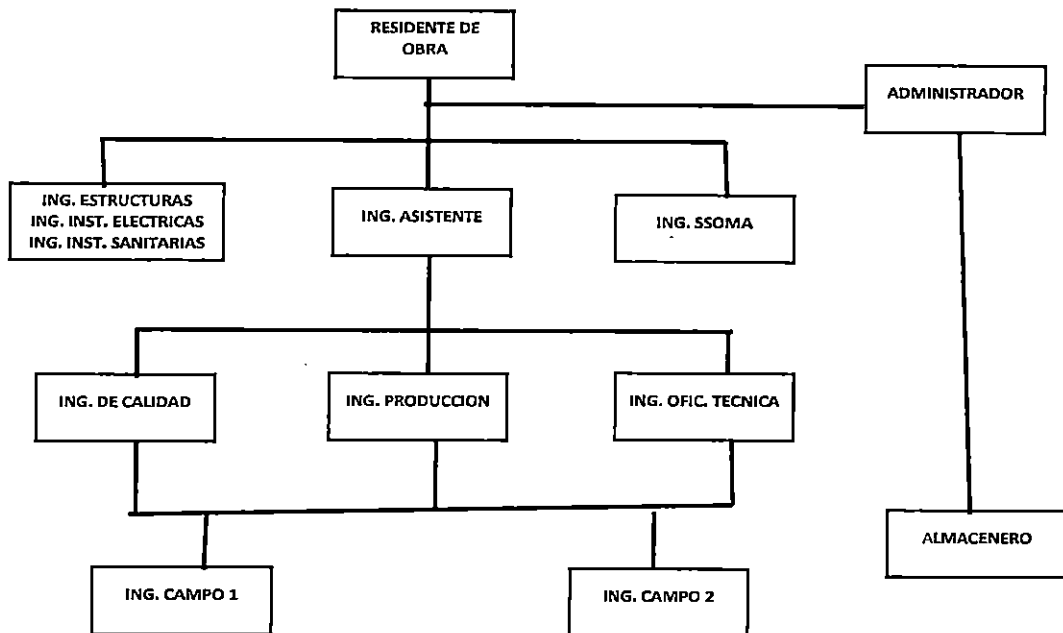 RESIDENTE DE
OBRA
ADMINISTRADOR
ING. ESTRUCTURAS
ING. INST. ELECTRICAS
ING. INST. SANITARIAS
ING. ASISTENTE
ING. SSOMA
ING. DE CALIDAD
ING. PRODUCCION
ING. OFIC. TECNICA
ALMACENERO
ING. CAMPO 1
ING. CAMPO 2